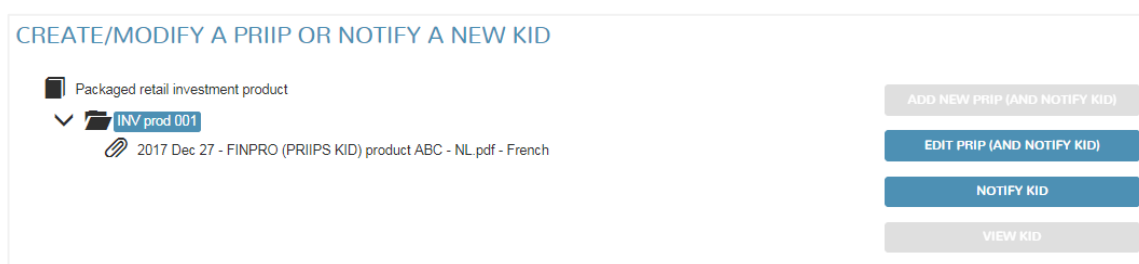 CREATE/MODIFY A PRIIP OR NOTIFY A NEW KID
Packaged retail investment product
INV prod 001
2017 Dec 27 - FINPRO (PRIIPS KID) product ABC - NL.pdf - French
ADD NEW PRIP (AND NOTIFY KID)
EDIT PRIP (AND NOTIFY KID)
NOTIFY KID
VIEW KID